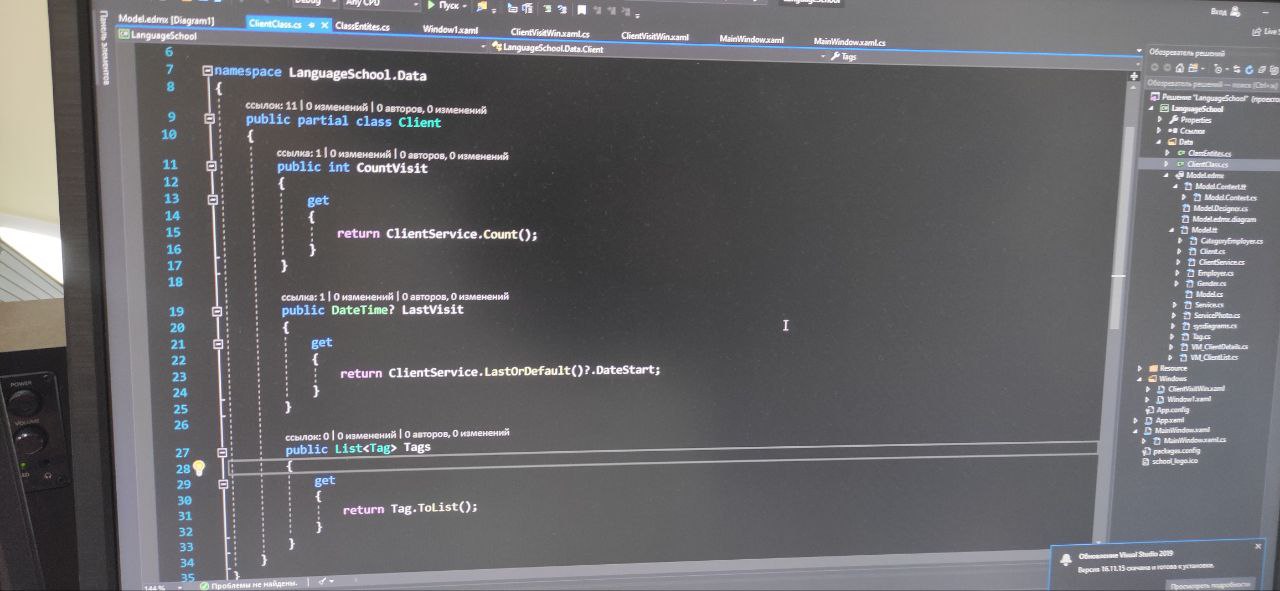 Debug
Any CPU
Пуск
LanguageSchool
Вход
Live S
Model.edmx [Diagram1]
ClientClass.cs
ClassEntites.cs
Window1.xaml
ClientVisitWin.xaml.cs
ClientVisitWin.xaml
MainWindow.xaml
MainWindow.xaml.cs
Панель элементов
LanguageSchool
LanguageSchool.Data.Client
Tags
6
7 namespace LanguageSchool.Data
8 {
ссылок: 11 | 0 изменений | 0 авторов, 0 изменений
9 public partial class Client
10 {
ссылка: 1 | 0 изменений | 0 авторов, 0 изменений
11 public int CountVisit
12 {
13 get
14 {
15 return ClientService.Count();
16 }
17 }
18
ссылка: 1 | 0 изменений | 0 авторов, 0 изменений
19 public DateTime? LastVisit
20 {
21 get
22 {
23 return ClientService.LastOrDefault()?.DateStart;
24 }
25 }
26
ссылок: 0 | 0 изменений | 0 авторов, 0 изменений
27 public List<Tag> Tags
28 {
29 get
30 {
31 return Tag.ToList();
32 }
33 }
34 }
35 }
144 %
Проблемы не найдены.
Обозреватель решений
Обозреватель решений — поиск (Ctrl+ж)
Решение "LanguageSchool" (проектов
LanguageSchool
Properties
Ссылки
Data
ClassEntites.cs
ClientClass.cs
Model.edmx
Model.Context.tt
Model.Context.cs
Model.Designer.cs
Model.edmx.diagram
Model.tt
CategoryEmployer.cs
Client.cs
ClientService.cs
Employer.cs
Gender.cs
Model.cs
Service.cs
ServicePhoto.cs
sysdiagrams.cs
Tag.cs
VM_ClientDetails.cs
VM_ClientList.cs
Resource
Windows
ClientVisitWin.xaml
Window1.xaml
App.config
App.xaml
MainWindow.xaml
MainWindow.xaml.cs
packages.config
school_logo.ico
Обновление Visual Studio 2019
Версия 16.11.15 скачана и готова к установке.
Просмотреть подробности
POWER
VOLUME